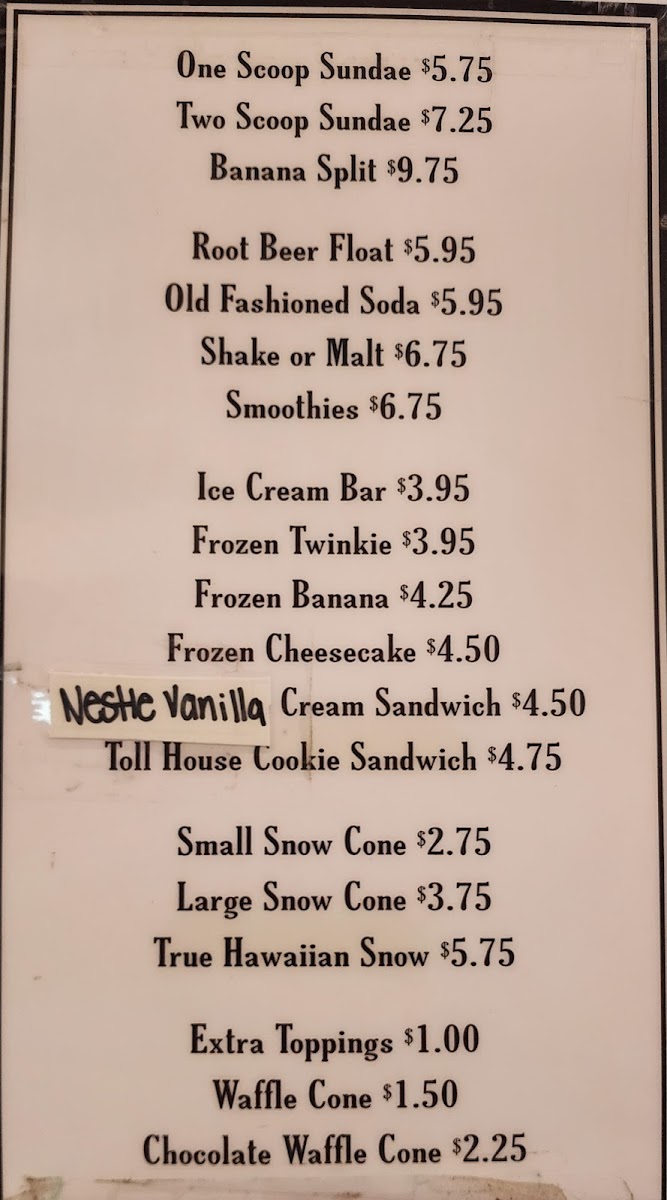 One Scoop Sundae $5.75
Two Scoop Sundae $7.25
Banana Split $9.75
Root Beer Float $5.95
Old Fashioned Soda $5.95
Shake or Malt $6.75
Smoothies $6.75
Ice Cream Bar $3.95
Frozen Twinkie $3.95
Frozen Banana $4.25
Frozen Cheesecake $4.50
Nestle Vanilla Cream Sandwich $4.50
Toll House Cookie Sandwich $4.75
Small Snow Cone $2.75
Large Snow Cone $3.75
True Hawaiian Snow $5.75
Extra Toppings $1.00
Waffle Cone $1.50
Chocolate Waffle Cone $2.25